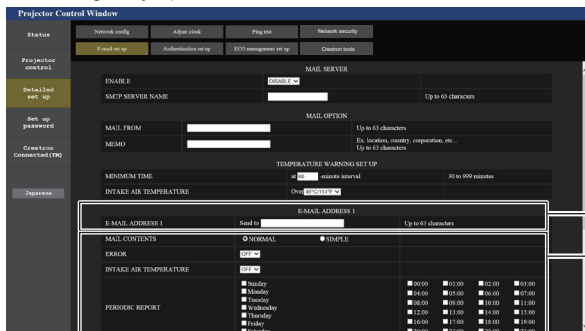 Projector Control Window
Status
Network config
Adjust clock
Ping test
Network security
E-mail set up
Authentication set up
ECO management set up
Crestron tools
Projector
control
Detailed
set up
Set up
password
Crestron
Connected(TM)
Japanese
MAIL SERVER
ENABLE DISABLE
SMTP SERVER NAME Up to 63 characters
MAIL OPTION
MAIL FROM Up to 63 characters
MEMO Ex. location, country, corporation, etc..
Up to 63 characters
TEMPERATURE WARNING SET UP
MINIMUM TIME at 60 -minute interval 30 to 999 minutes
INTAKE AIR TEMPERATURE Over
E-MAIL ADDRESS 1
E-MAIL ADDRESS 1 Send to Up to 63 characters
MAIL CONTENTS NORMAL SIMPLE
ERROR OFF
INTAKE AIR TEMPERATURE OFF
PERIODIC REPORT
Sunday
Monday
Tuesday
Wednesday
Thursday
Friday
00:00 01:00 02:00 03:00
04:00 05:00 06:00 07:00
08:00 09:00 10:00 11:00
12:00 13:00 14:00 15:00
16:00 17:00 18:00 19:00